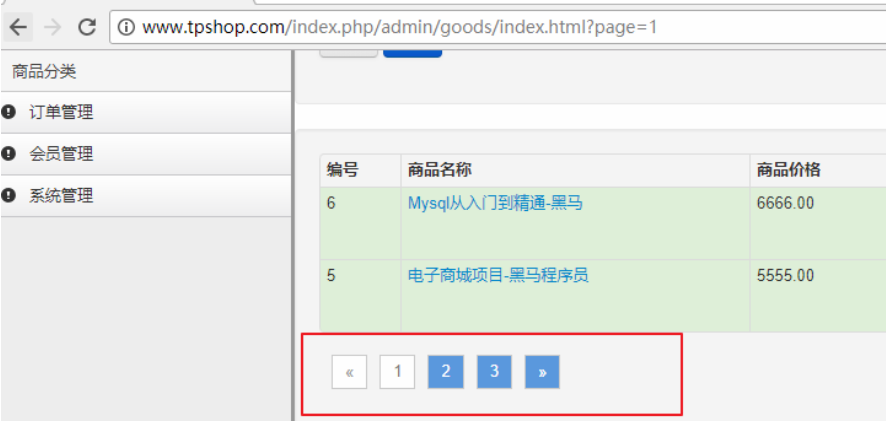 www.tpshop.com/index.php/admin/goods/index.html?page=1
商品分类
订单管理
会员管理
系统管理
编号 商品名称 商品价格
6 Mysql从入门到精通-黑马 6666.00
5 电子商城项目-黑马程序员 5555.00
« 1 2 3 »